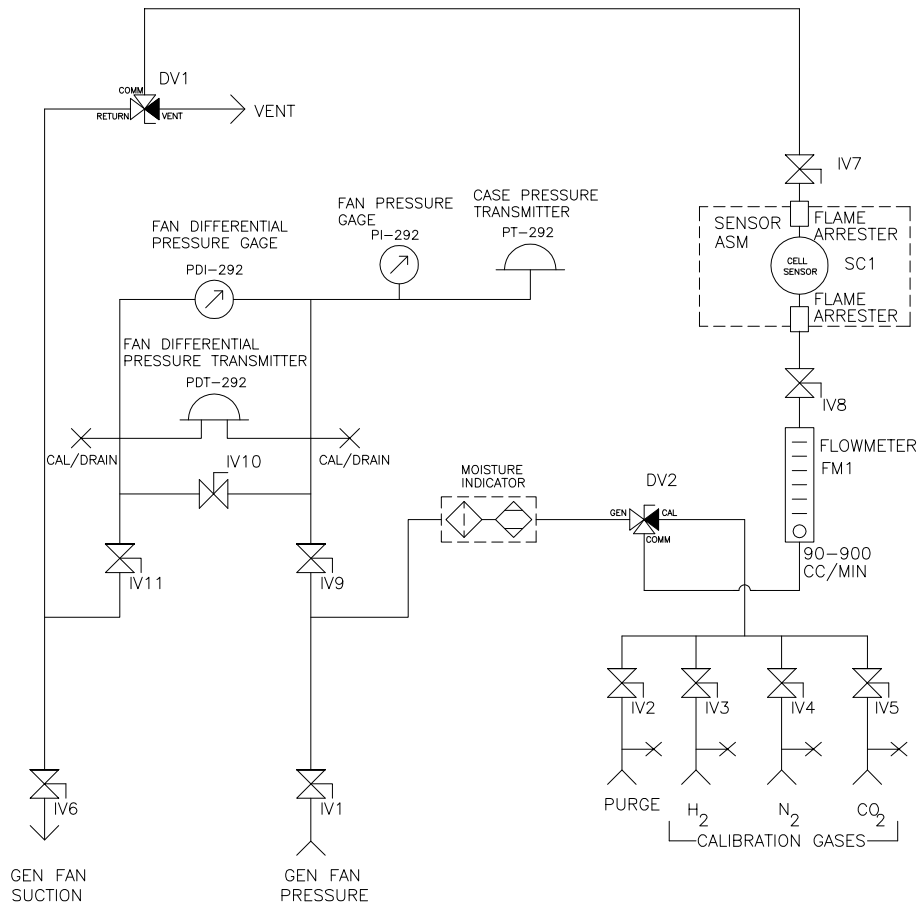 DV1
COMM
RETURN
VENT
VENT
IV7
FAN DIFFERENTIAL
PRESSURE GAGE
PDI-292
FAN PRESSURE
GAGE
PI-292
CASE PRESSURE
TRANSMITTER
PT-292
SENSOR
ASM
FLAME
ARRESTER
CELL
SENSOR
SC1
FLAME
ARRESTER
FAN DIFFERENTIAL
PRESSURE TRANSMITTER
PDT-292
CAL/DRAIN
CAL/DRAIN
IV10
IV8
FLOWMETER
FM1
MOISTURE
INDICATOR
DV2
GEN
CAL
COMM
90-900
CC/MIN
IV11
IV9
IV2
IV3
IV4
IV5
IV6
IV1
PURGE
H2
N2
CO2
CALIBRATION GASES
GEN FAN
SUCTION
GEN FAN
PRESSURE